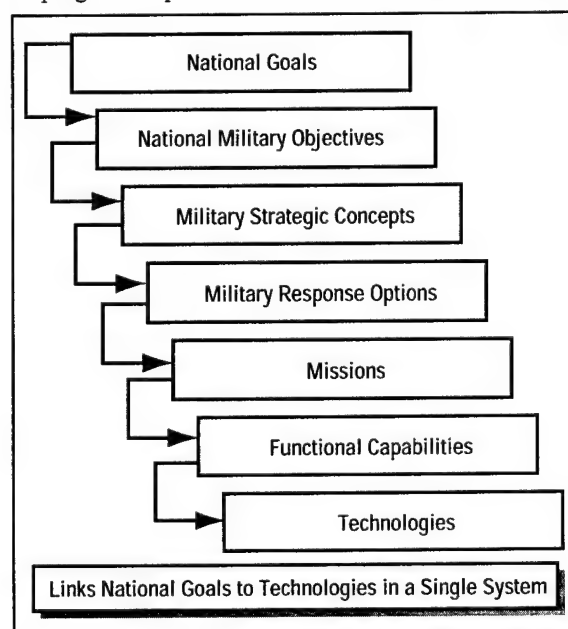 National Goals
National Military Objectives
Military Strategic Concepts
Military Response Options
Missions
Functional Capabilities
Technologies
Links National Goals to Technologies in a Single System